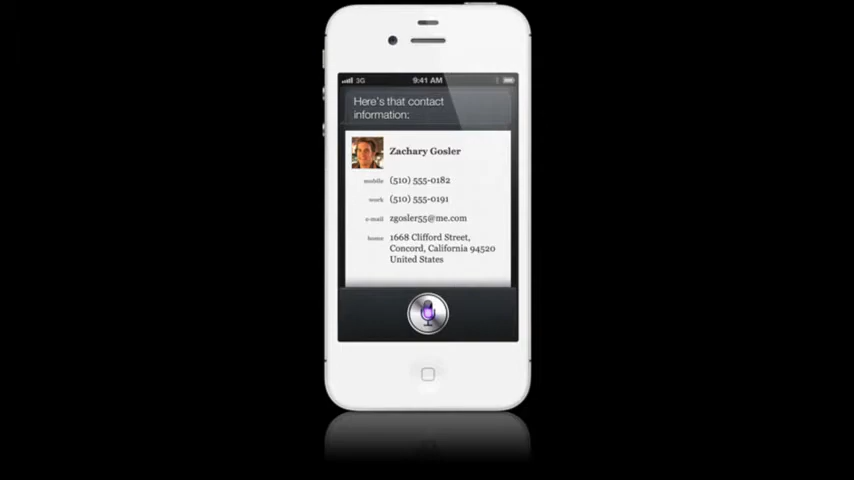 3G 9:41 AM
Here's that contact
information:
Zachary Gosler
mobile (510) 555-0182
work (510) 555-0191
e-mail zgosler55@me.com
home 1668 Clifford Street,
Concord, California 94520
United States